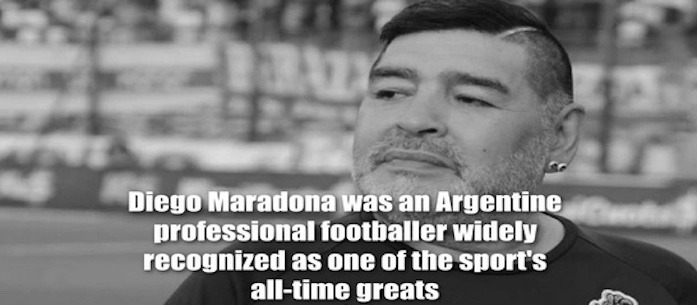 Diego Maradona was an Argentine
professional footballer widely
recognized as one of the sport's
all-time greats